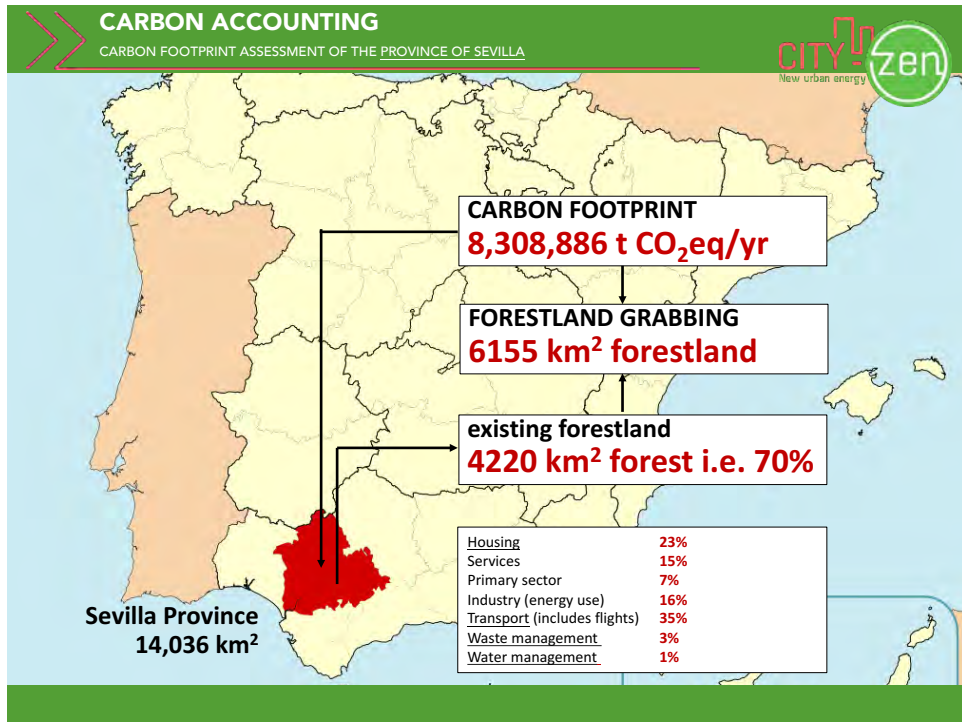 CARBON ACCOUNTING
CARBON FOOTPRINT ASSESSMENT OF THE PROVINCE OF SEVILLA
CITY
zen
New urban energy
CARBON FOOTPRINT
8,308,886 t CO₂eq/yr
FORESTLAND GRABBING
6155 km² forestland
existing forestland
4220 km² forest i.e. 70%
Housing 23%
Services 15%
Primary sector 7%
Industry (energy use) 16%
Transport (includes flights) 35%
Waste management 3%
Water management 1%
Sevilla Province
14,036 km²